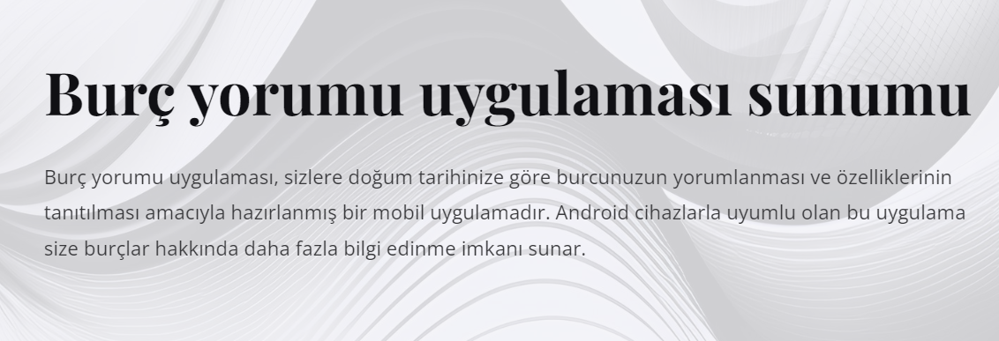 Burç yorumu uygulaması sunumu
Burç yorumu uygulaması, sizlere doğum tarihinize göre burcunuzun yorumlanması ve özelliklerinin
tanıtılması amacıyla hazırlanmış bir mobil uygulamadır. Android cihazlarla uyumlu olan bu uygulama
size burçlar hakkında daha fazla bilgi edinme imkanı sunar.